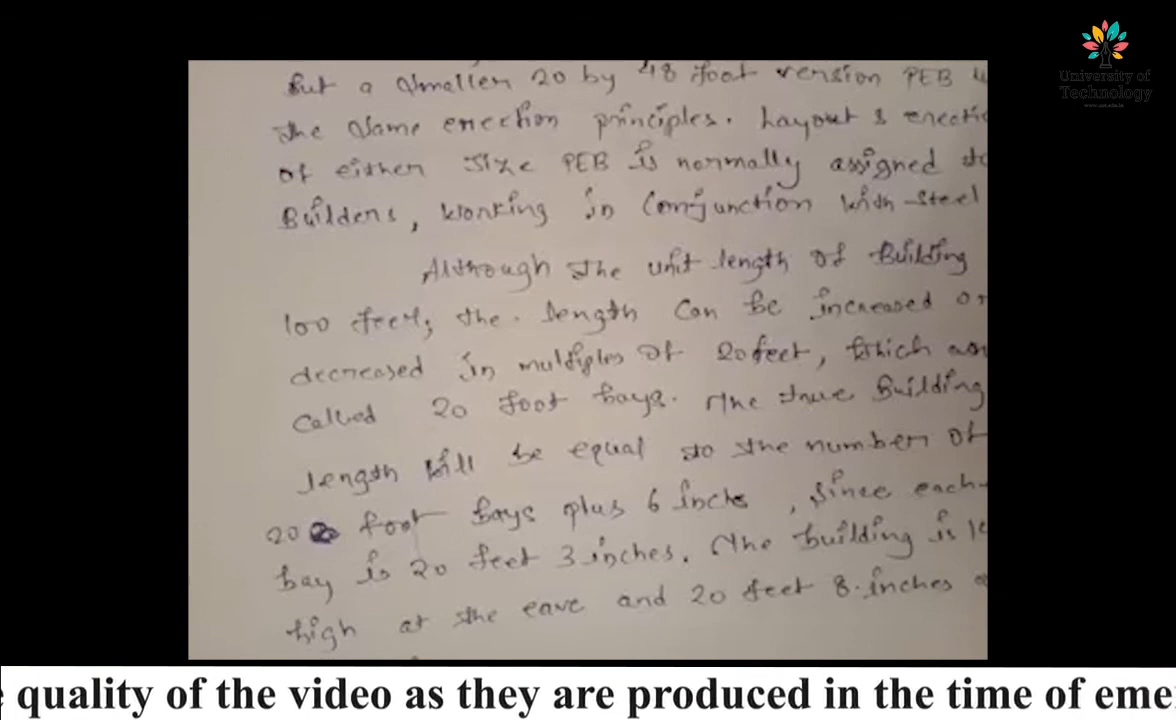 University of
Technology
But a smaller 20 by 48 foot version PEB
the same erection principles. Layout & erectio
of either size PEB is normally assigned to
Builders, working in conjunction with steel
Although the unit length of Building
100 feet, the length can be increased or
decreased in multiples of 20 feet, which are
called 20 foot bays. The true Building
length will be equal to the number of
20 foot bays plus 6 inchs, since each
bay is 20 feet 3 inches. The building is 14
high at the eave and 20 feet 8 inches a
quality of the video as they are produced in the time of eme